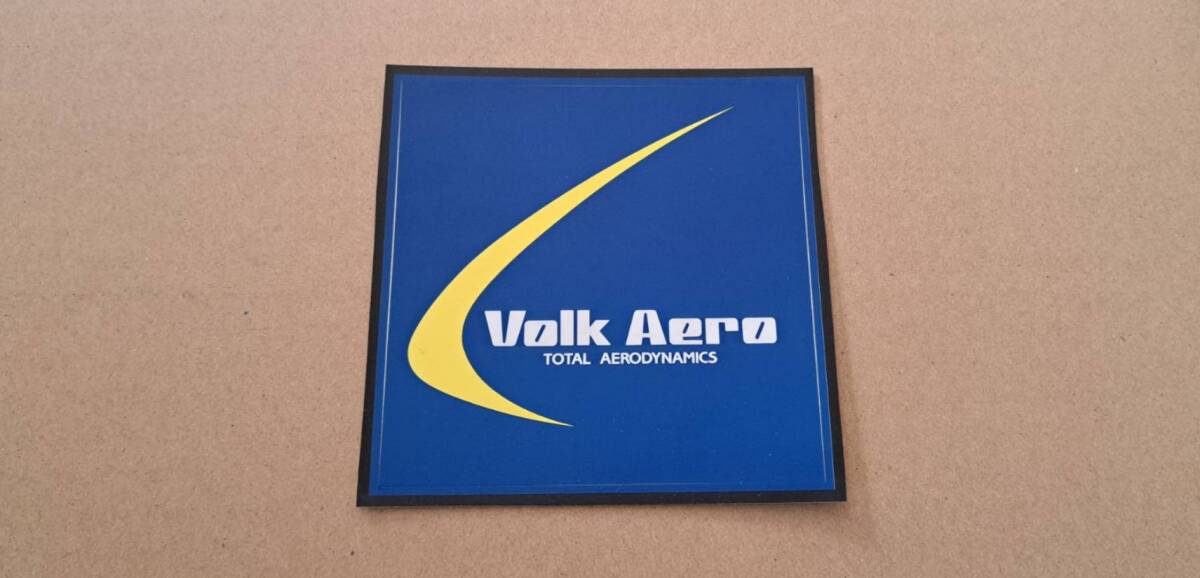 Volk Aero
TOTAL AERODYNAMICS